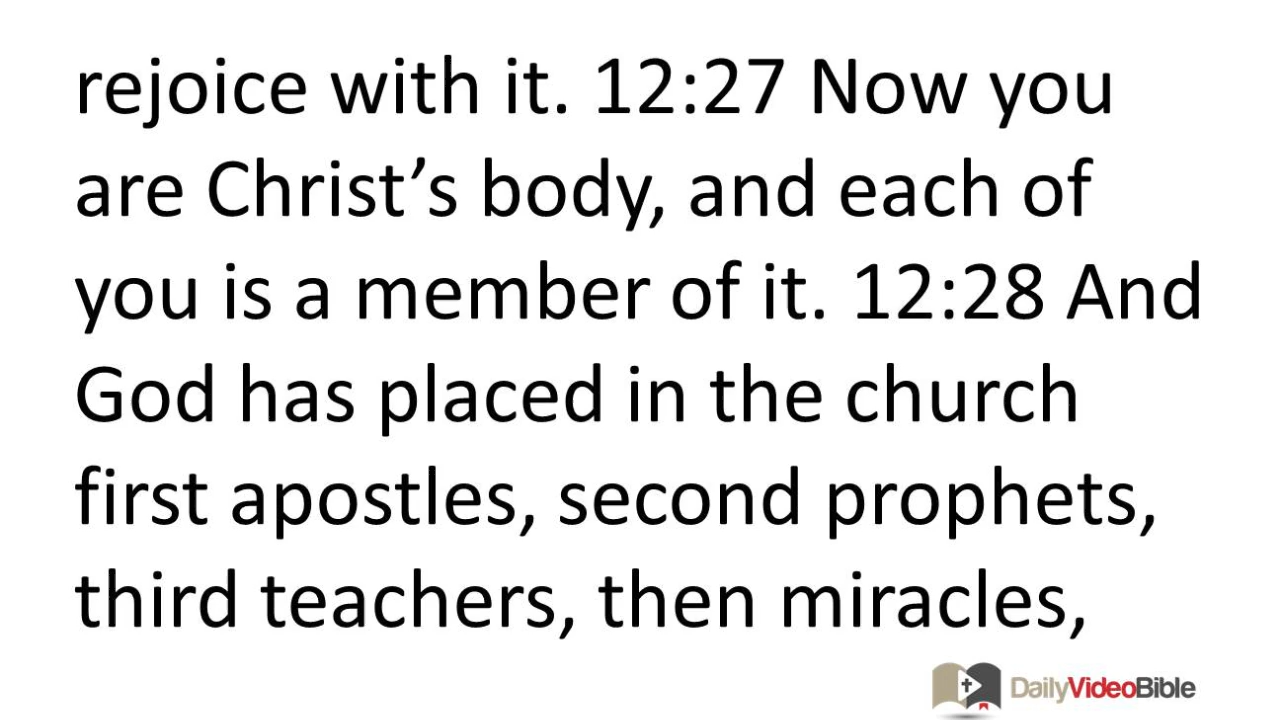 rejoice with it. 12:27 Now you
are Christ’s body, and each of
you is a member of it. 12:28 And
God has placed in the church
first apostles, second prophets,
third teachers, then miracles,
DailyVideoBible